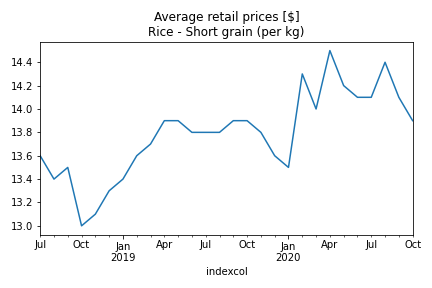 Average retail prices [$]
Rice - Short grain (per kg)
14.4
14.2
14.0
13.8
13.6
13.4
13.2
13.0
Jul Oct Jan Apr Jul Oct Jan Apr Jul Oct
2019 2020
indexcol